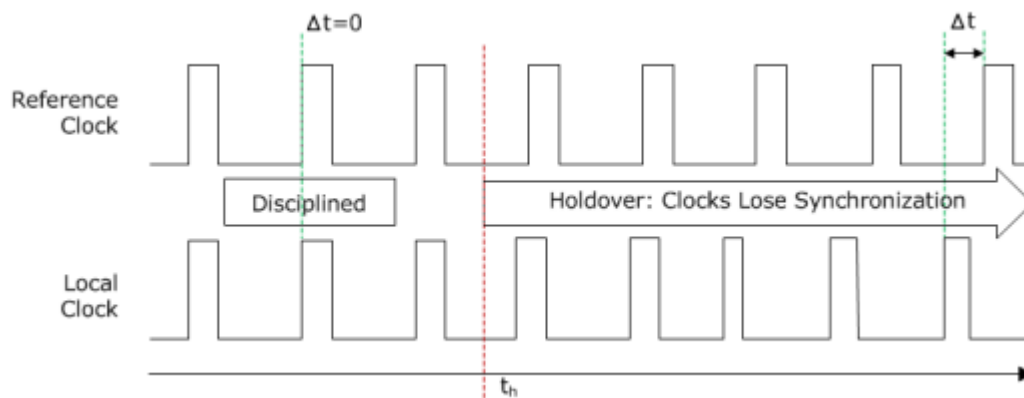 Δt=0
Δt
Reference
Clock
Disciplined
Holdover: Clocks Lose Synchronization
Local
Clock
tₕ